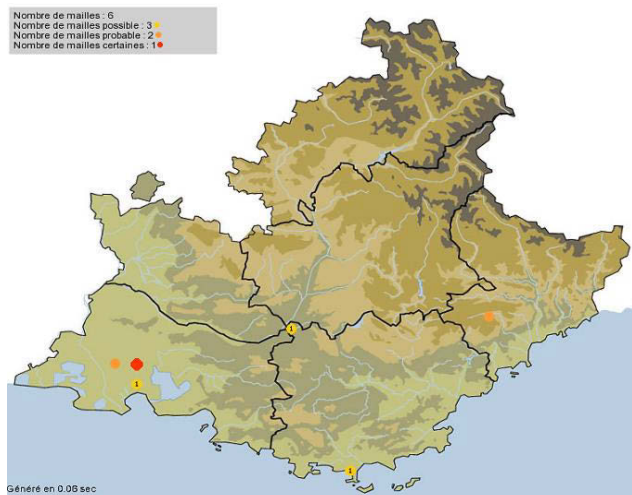 Nombre de mailles : 6
Nombre de mailles possible : 3
Nombre de mailles probable : 2
Nombre de mailles certaines : 1
1
1
1
Généré en 0.06 sec